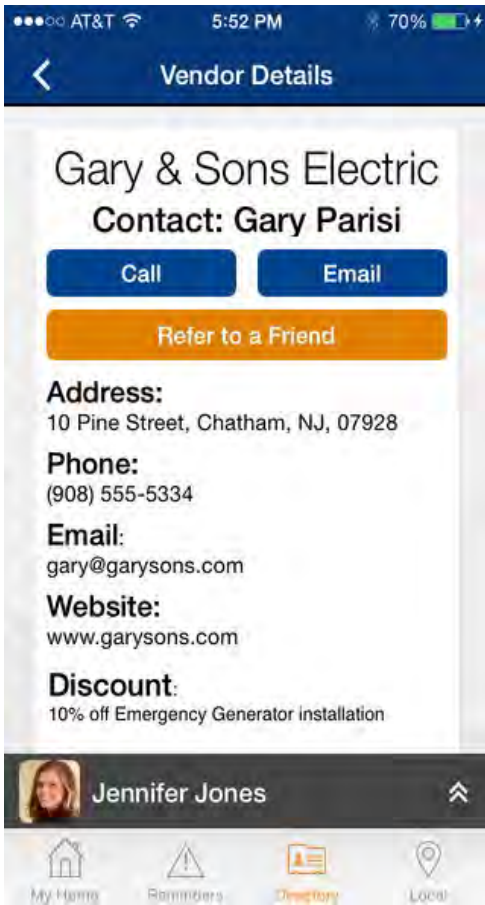 AT&T 5:52 PM 70%
Vendor Details
Gary & Sons Electric
Contact: Gary Parisi
Call Email
Refer to a Friend
Address:
10 Pine Street, Chatham, NJ, 07928
Phone:
(908) 555-5334
Email:
gary@garysons.com
Website:
www.garysons.com
Discount:
10% off Emergency Generator installation
Jennifer Jones
My Home Reminders Directory Local